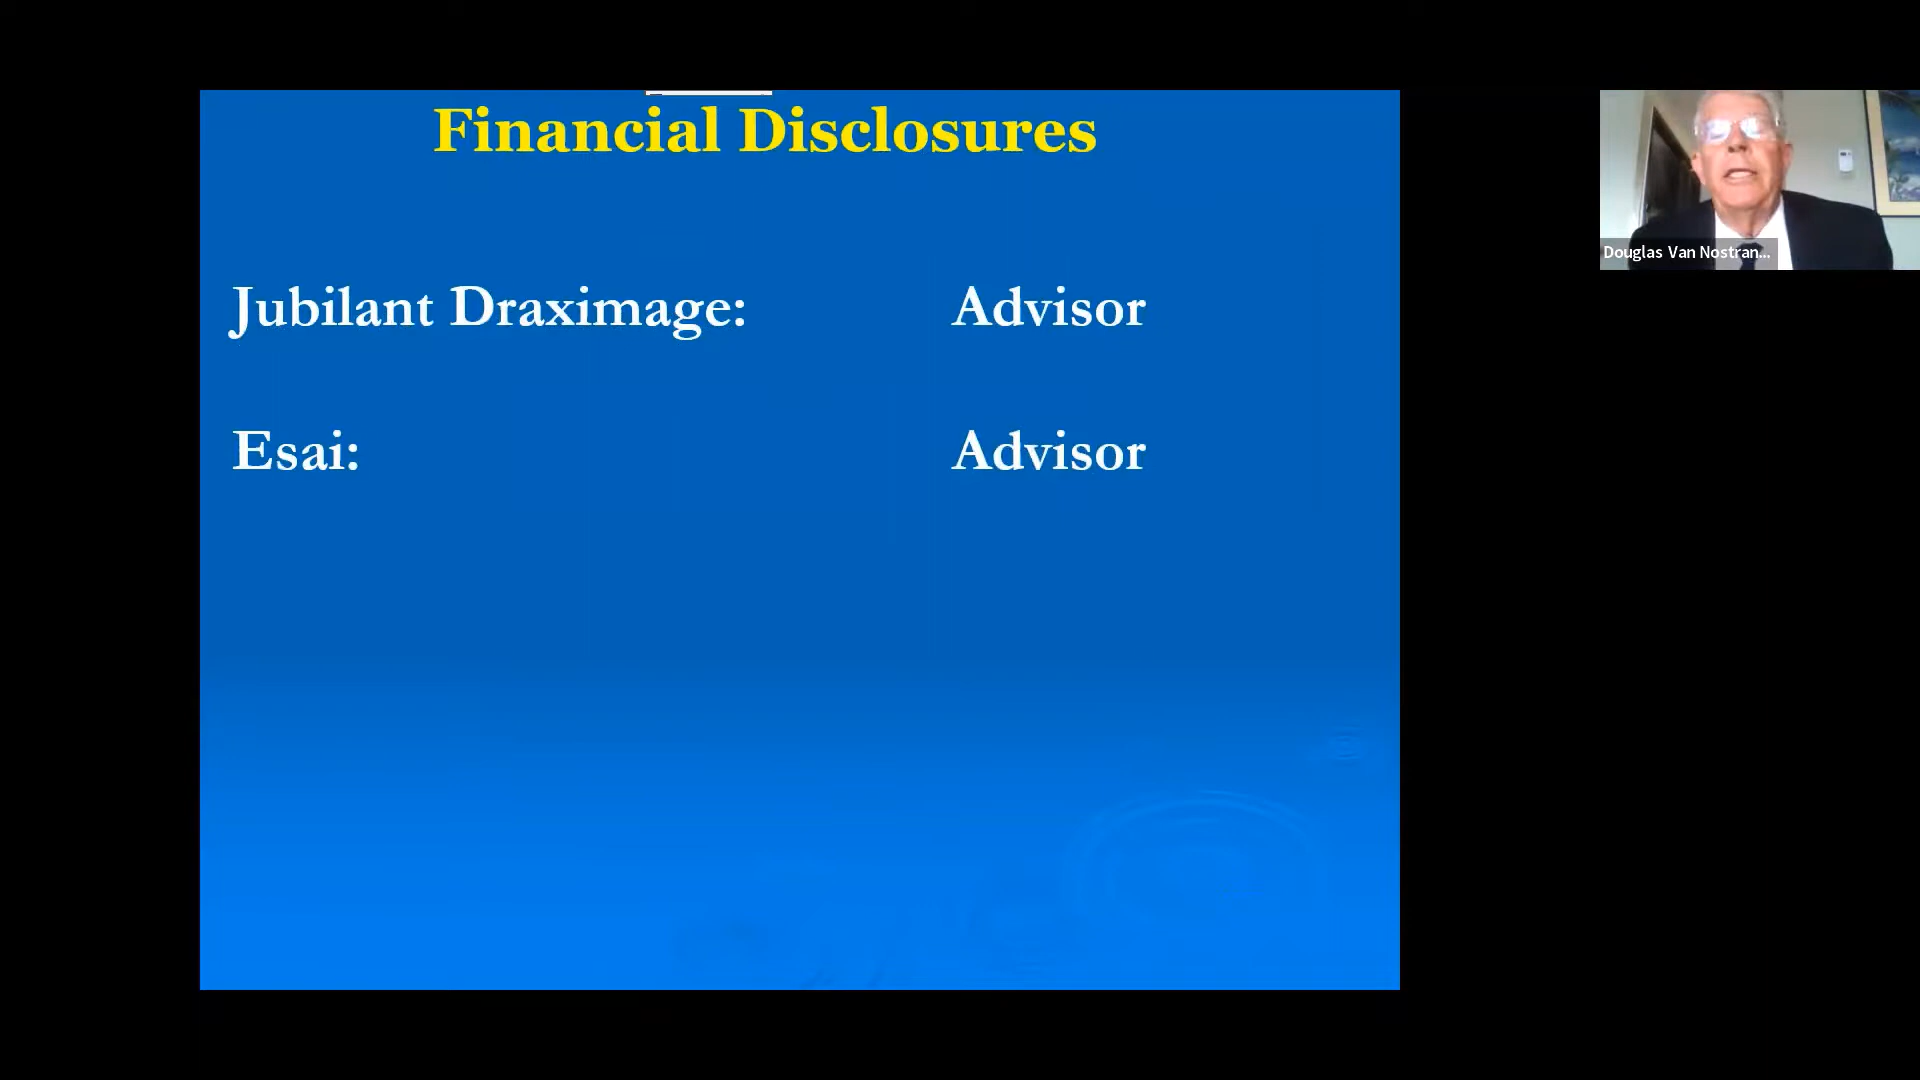 Financial Disclosures
Jubilant Draximage: Advisor
Esai: Advisor
Douglas Van Nostran...